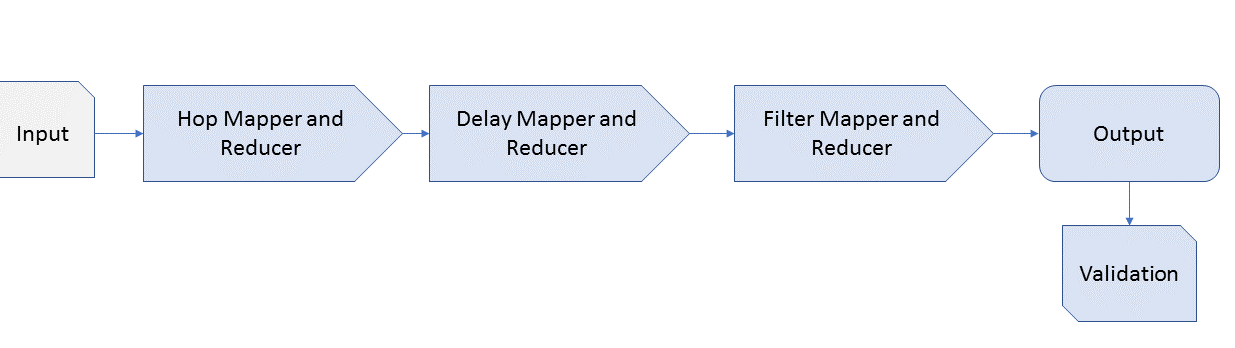 Input
Hop Mapper and
Reducer
Delay Mapper and
Reducer
Filter Mapper and
Reducer
Output
Validation